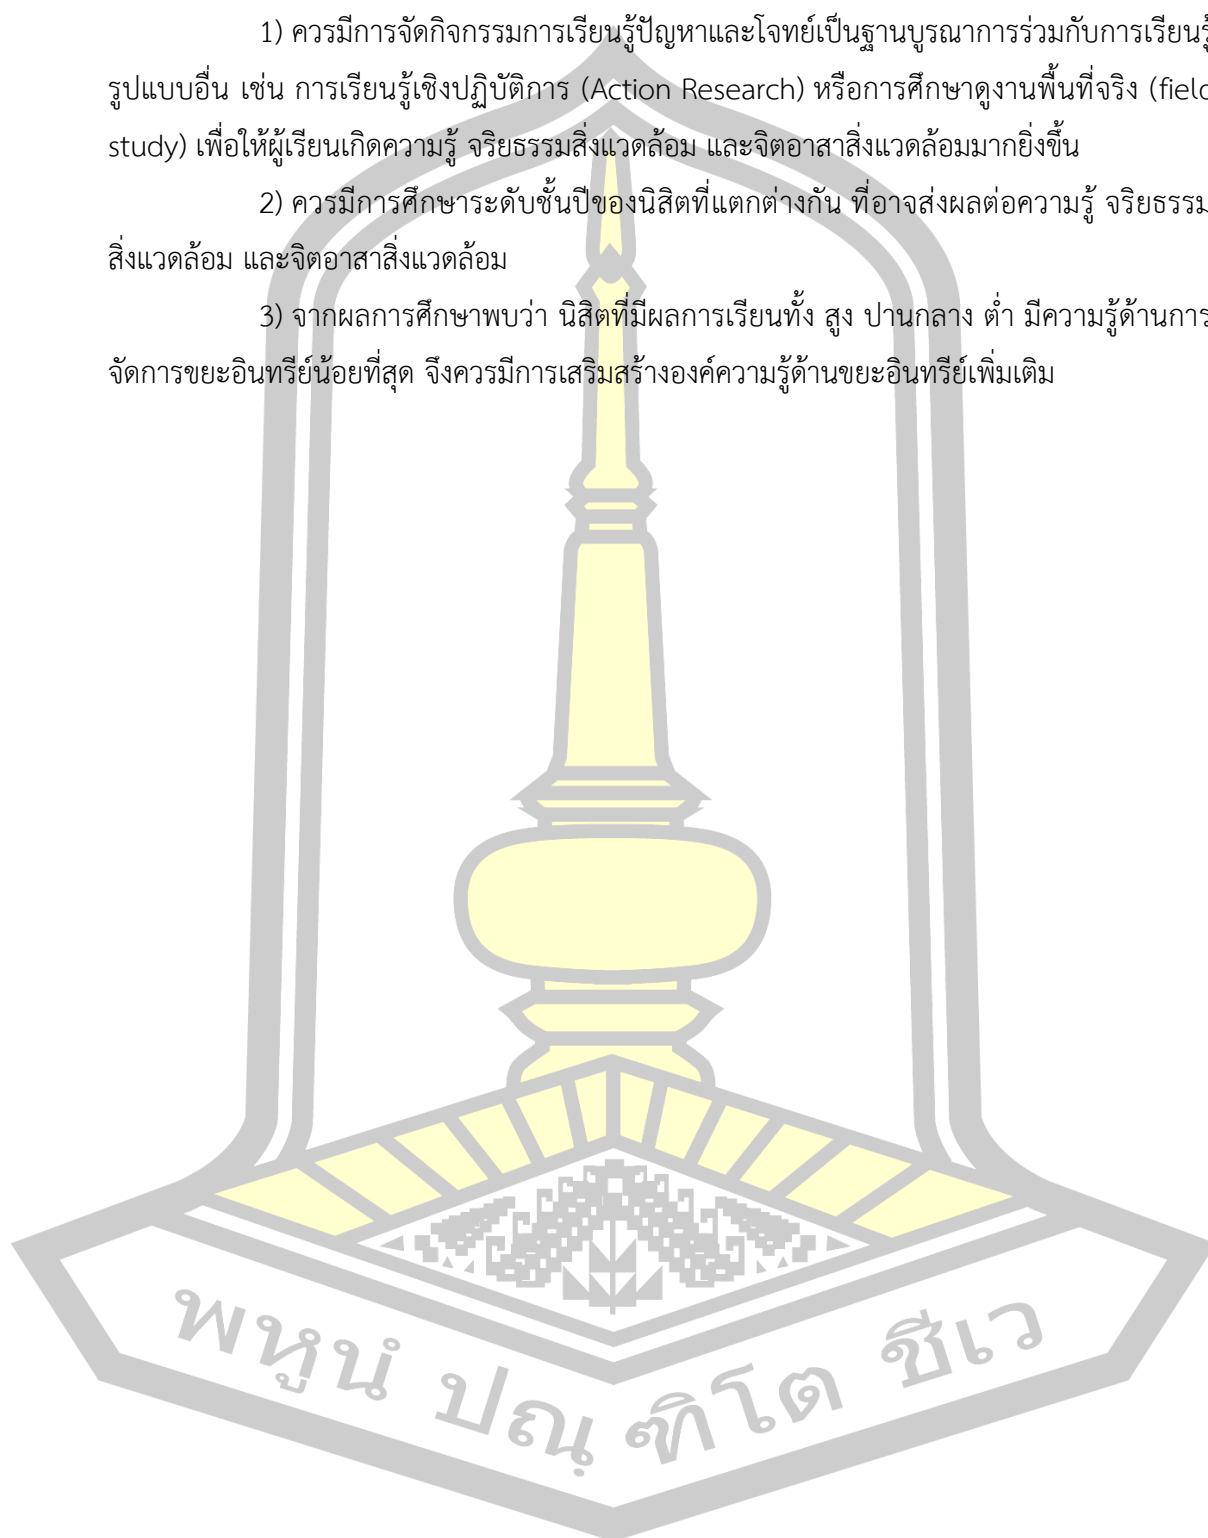 1) ควรมีการจัดกิจกรรมการเรียนรู้ปัญหาและโจทย์เป็นฐานบูรณาการร่วมกับการเรียนรู้
รูปแบบอื่น เช่น การเรียนรู้เชิงปฏิบัติการ (Action Research) หรือการศึกษาดูงานพื้นที่จริง (field
study) เพื่อให้ผู้เรียนเกิดความรู้ จริยธรรมสิ่งแวดล้อม และจิตอาสาสิ่งแวดล้อมมากยิ่งขึ้น
2) ควรมีการศึกษาระดับชั้นปีของนิสิตที่แตกต่างกัน ที่อาจส่งผลต่อความรู้ จริยธรรม
สิ่งแวดล้อม และจิตอาสาสิ่งแวดล้อม
3) จากผลการศึกษาพบว่า นิสิตที่มีผลการเรียนทั้ง สูง ปานกลาง ต่ำ มีความรู้ด้านการ
จัดการขยะอินทรีย์น้อยที่สุด จึงควรมีการเสริมสร้างองค์ความรู้ด้านขยะอินทรีย์เพิ่มเติม
พหูนํ ปณฺ ฑิโต ชีเว